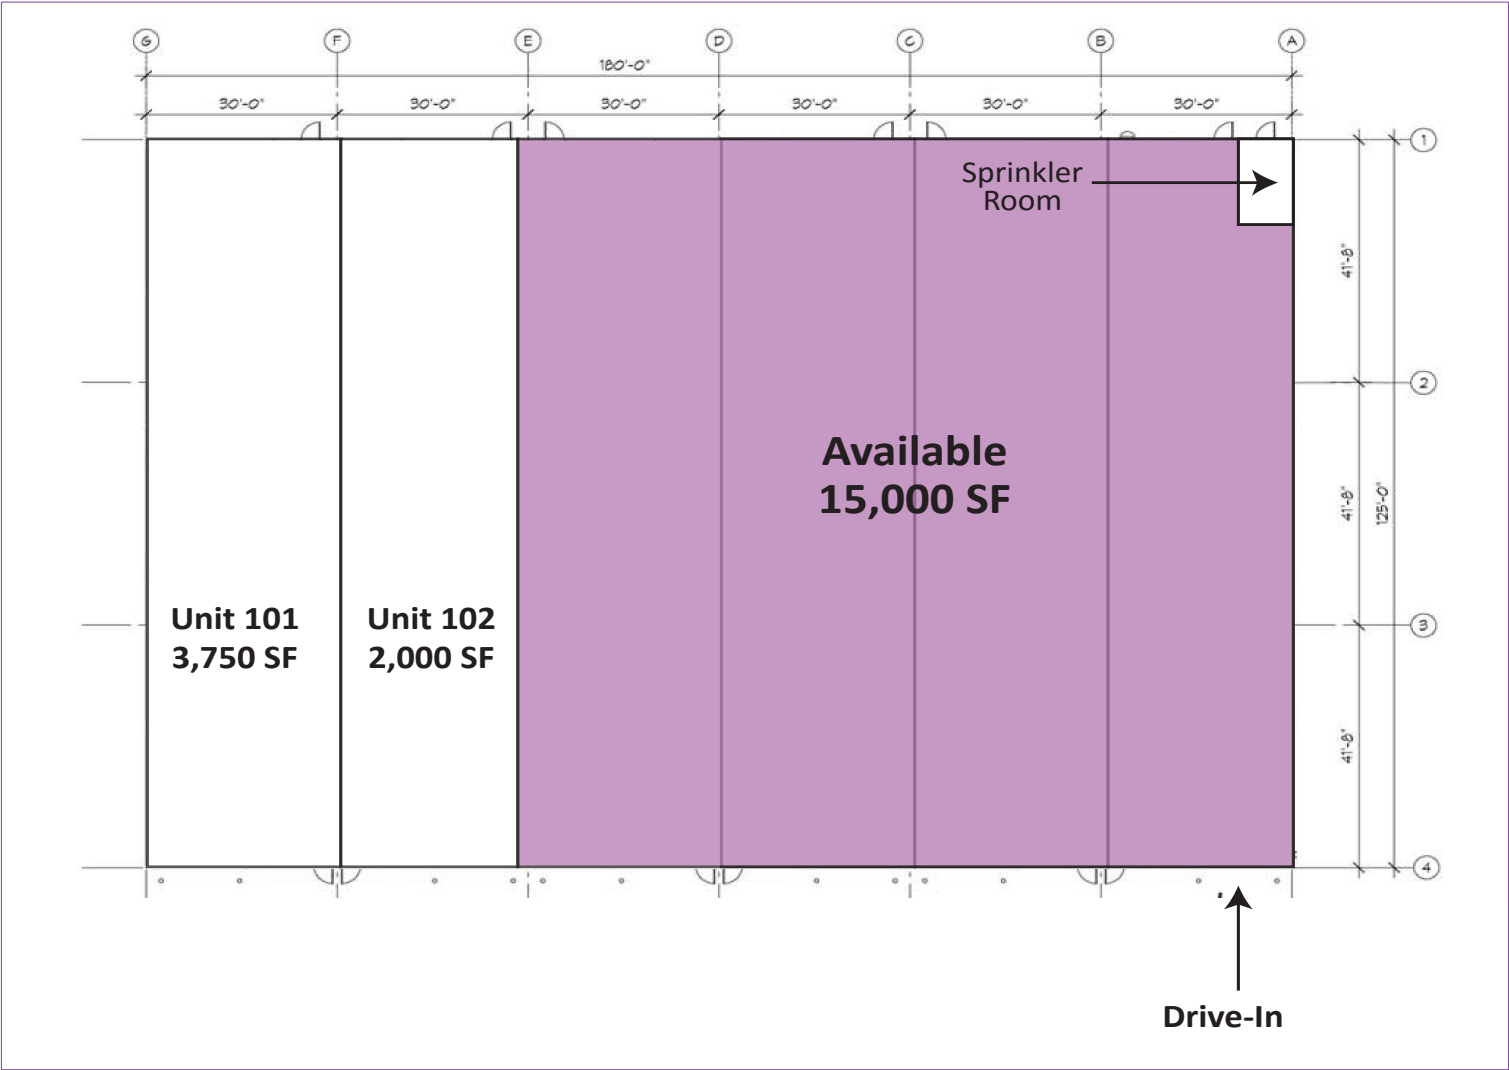 G F E D C B A
180'-0"
30'-0" 30'-0" 30'-0" 30'-0" 30'-0" 30'-0"
1
Sprinkler
Room
41'-8"
2
Available
15,000 SF
41'-8"
125'-0"
Unit 101
3,750 SF
Unit 102
2,000 SF
3
41'-8"
4
Drive-In